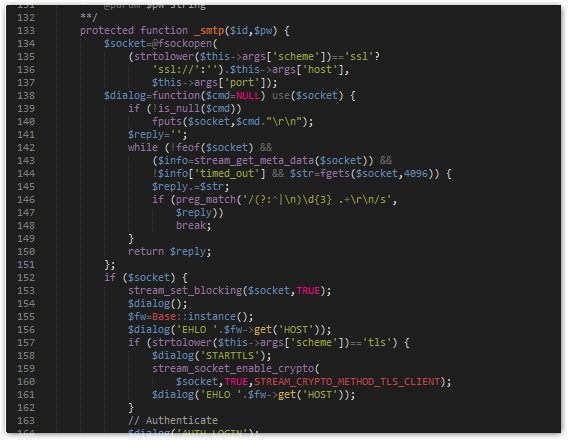 131 * @param $pw string
132 **/
133 protected function _smtp($id,$pw) {
134 $socket=@fsockopen(
135 (strtolower($this->args['scheme'])=='ssl'?
136 'ssl://':'').$this->args['host'],
137 $this->args['port']);
138 $dialog=function($cmd=NULL) use($socket) {
139 if (!is_null($cmd))
140 fputs($socket,$cmd."\r\n");
141 $reply='';
142 while (!feof($socket) &&
143 ($info=stream_get_meta_data($socket)) &&
144 !$info['timed_out'] && $str=fgets($socket,4096)) {
145 $reply.=$str;
146 if (preg_match('/(?:^|\n)\d{3} .+\r\n/s',
147 $reply))
148 break;
149 }
150 return $reply;
151 };
152 if ($socket) {
153 stream_set_blocking($socket,TRUE);
154 $dialog();
155 $fw=Base::instance();
156 $dialog('EHLO '.$fw->get('HOST'));
157 if (strtolower($this->args['scheme'])=='tls') {
158 $dialog('STARTTLS');
159 stream_socket_enable_crypto(
160 $socket,TRUE,STREAM_CRYPTO_METHOD_TLS_CLIENT);
161 $dialog('EHLO '.$fw->get('HOST'));
162 }
163 // Authenticate
164 $dialog('AUTH LOGIN');